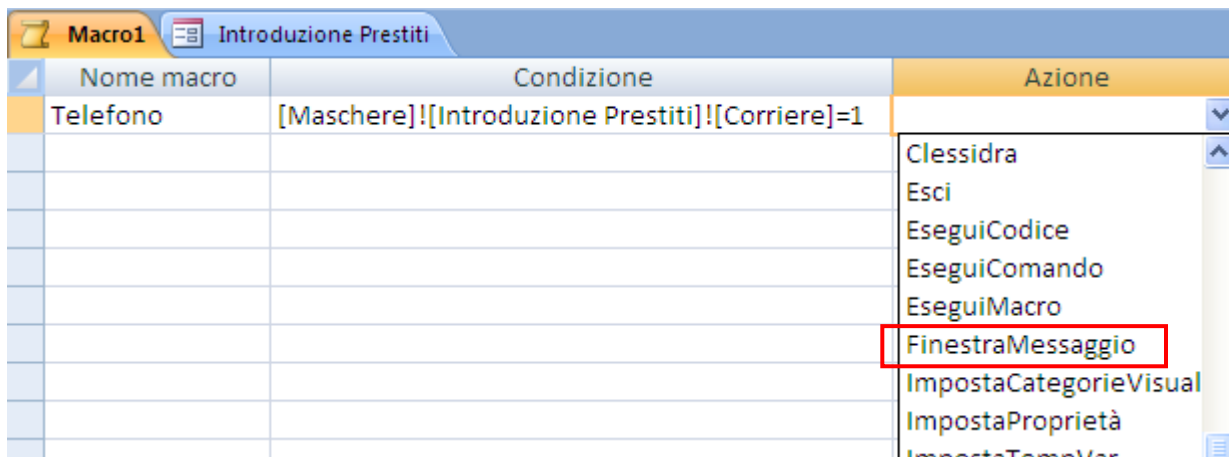 Macro1 Introduzione Prestiti
Nome macro Condizione Azione
Telefono [Maschere]![Introduzione Prestiti]![Corriere]=1
Clessidra
Esci
EseguiCodice
EseguiComando
EseguiMacro
FinestraMessaggio
ImpostaCategorieVisual
ImpostaProprietà
ImpostaTempVar